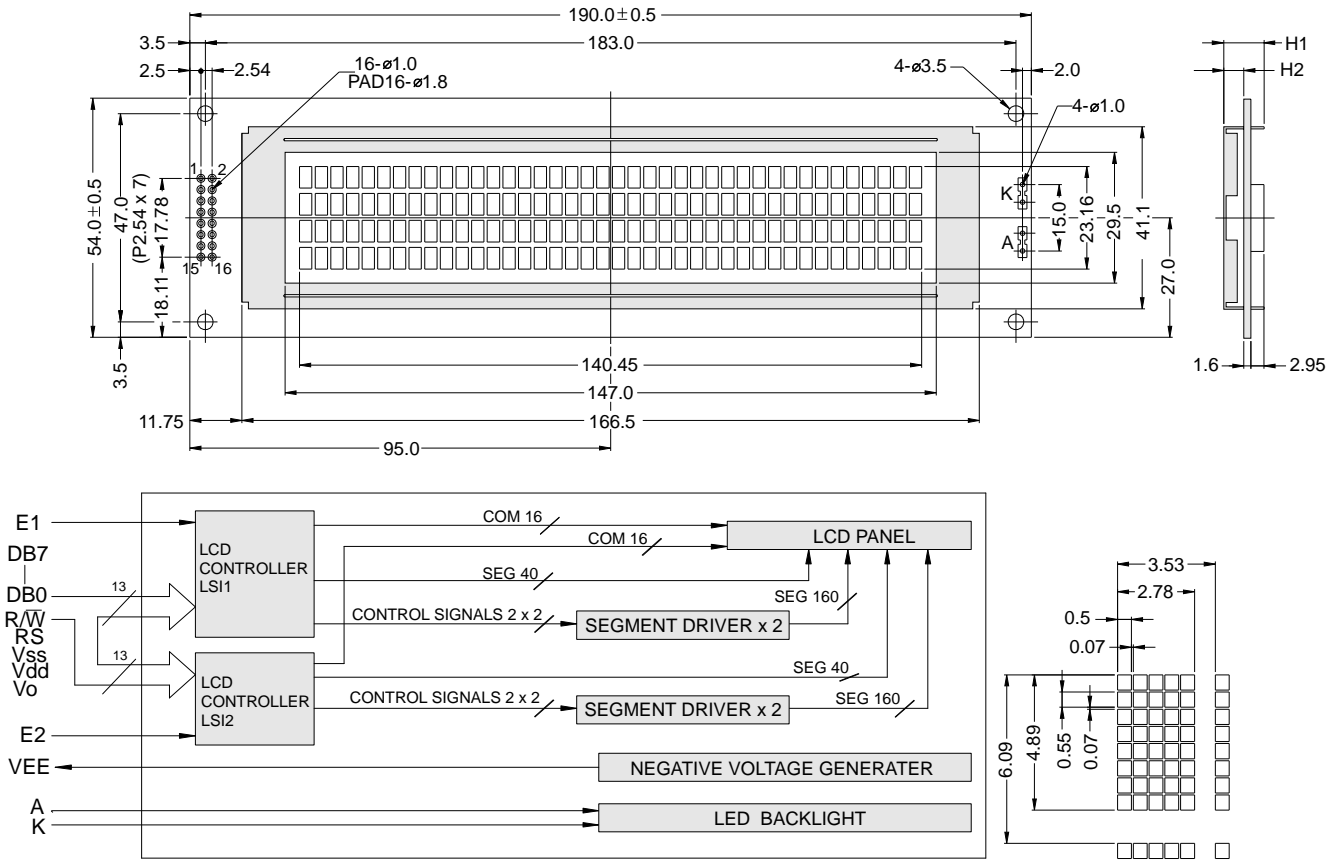 190.0±0.5
3.5
183.0
H1
H2
2.5
2.54
16-ø1.0
PAD16-ø1.8
4-ø3.5
2.0
4-ø1.0
1
2
K
A
15
16
54.0±0.5
47.0
(P2.54 x 7)
17.78
18.11
3.5
15.0
23.16
29.5
41.1
27.0
140.45
147.0
1.6
2.95
11.75
166.5
95.0
E1
DB7
DB0
R/W̅
RS
Vss
Vdd
Vo
E2
VEE
A
K
13
13
LCD
CONTROLLER
LSI1
LCD
CONTROLLER
LSI2
COM 16
COM 16
LCD PANEL
SEG 40
SEG 160
CONTROL SIGNALS 2 x 2
SEGMENT DRIVER x 2
SEG 40
CONTROL SIGNALS 2 x 2
SEG 160
SEGMENT DRIVER x 2
NEGATIVE VOLTAGE GENERATER
LED BACKLIGHT
3.53
2.78
0.5
0.07
6.09
4.89
0.55
0.07